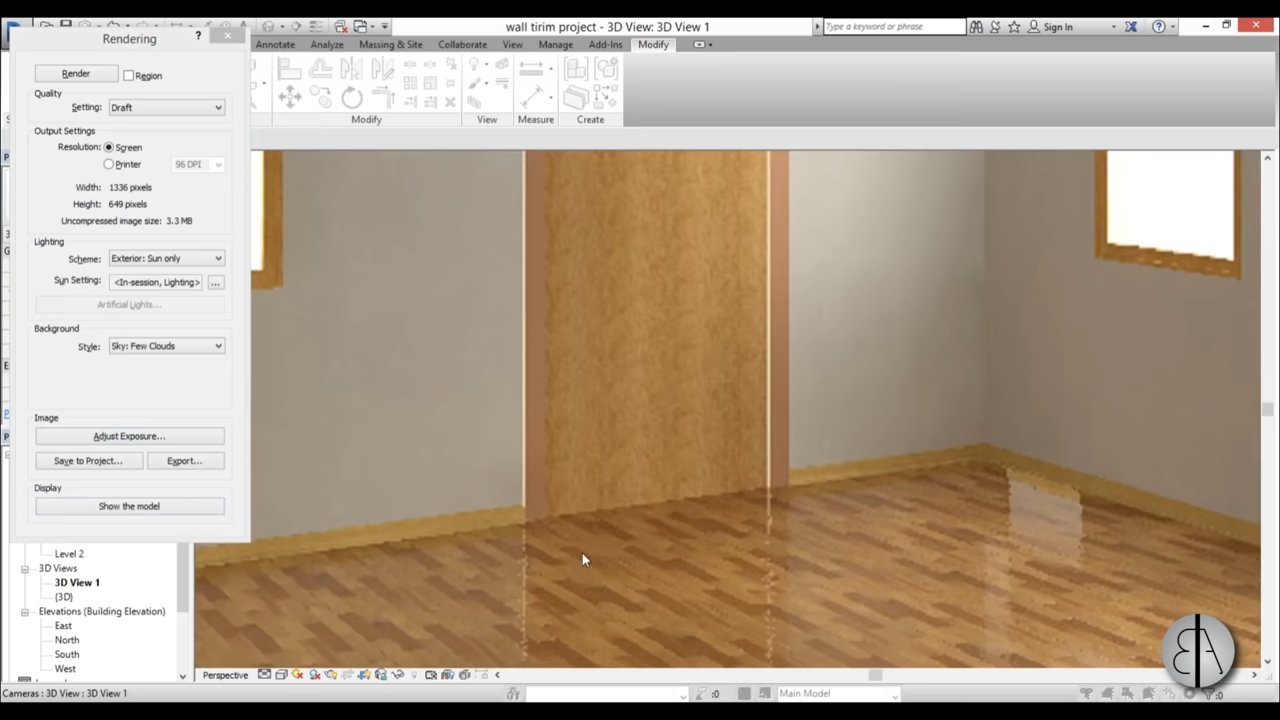 wall tirim project - 3D View: 3D View 1
Type a keyword or phrase
Sign In
Rendering
Annotate
Analyze
Massing & Site
Collaborate
View
Manage
Add-Ins
Modify
Render
Region
Quality
Setting:
Draft
Modify
View
Measure
Create
Output Settings
Resolution:
Screen
Printer
96 DPI
Width: 1336 pixels
Height: 649 pixels
Uncompressed image size: 3.3 MB
Lighting
Scheme:
Exterior: Sun only
Sun Setting:
<In-session, Lighting>
...
Artificial Lights...
Background
Style:
Sky: Few Clouds
Image
Adjust Exposure...
Save to Project...
Export...
Display
Show the model
Level 2
3D Views
3D View 1
{3D}
Elevations (Building Elevation)
East
North
South
West
Perspective
Cameras : 3D View: 3D View 1
:0
Main Model
:0